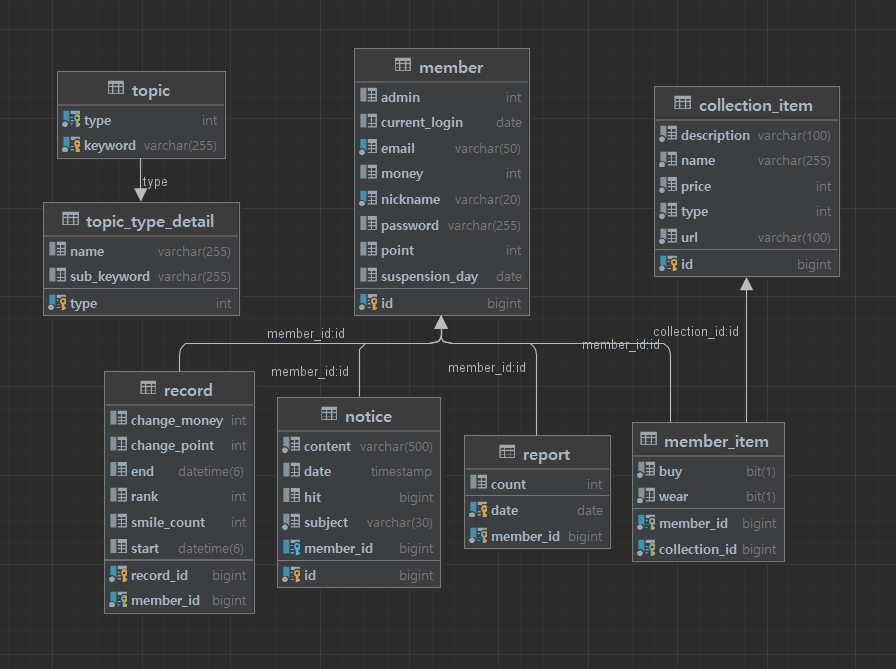 topic
type int
keyword varchar(255)
type
topic_type_detail
name varchar(255)
sub_keyword varchar(255)
type int
member
admin int
current_login date
email varchar(50)
money int
nickname varchar(20)
password varchar(255)
point int
suspension_day date
id bigint
collection_item
description varchar(100)
name varchar(255)
price int
type int
url varchar(100)
id bigint
member_id:id
member_id:id
member_id:id
member_id:id
collection_id:id
record
change_money int
change_point int
end datetime(6)
rank int
smile_count int
start datetime(6)
record_id bigint
member_id bigint
notice
content varchar(500)
date timestamp
hit bigint
subject varchar(30)
member_id bigint
id bigint
report
count int
date date
member_id bigint
member_item
buy bit(1)
wear bit(1)
member_id bigint
collection_id bigint